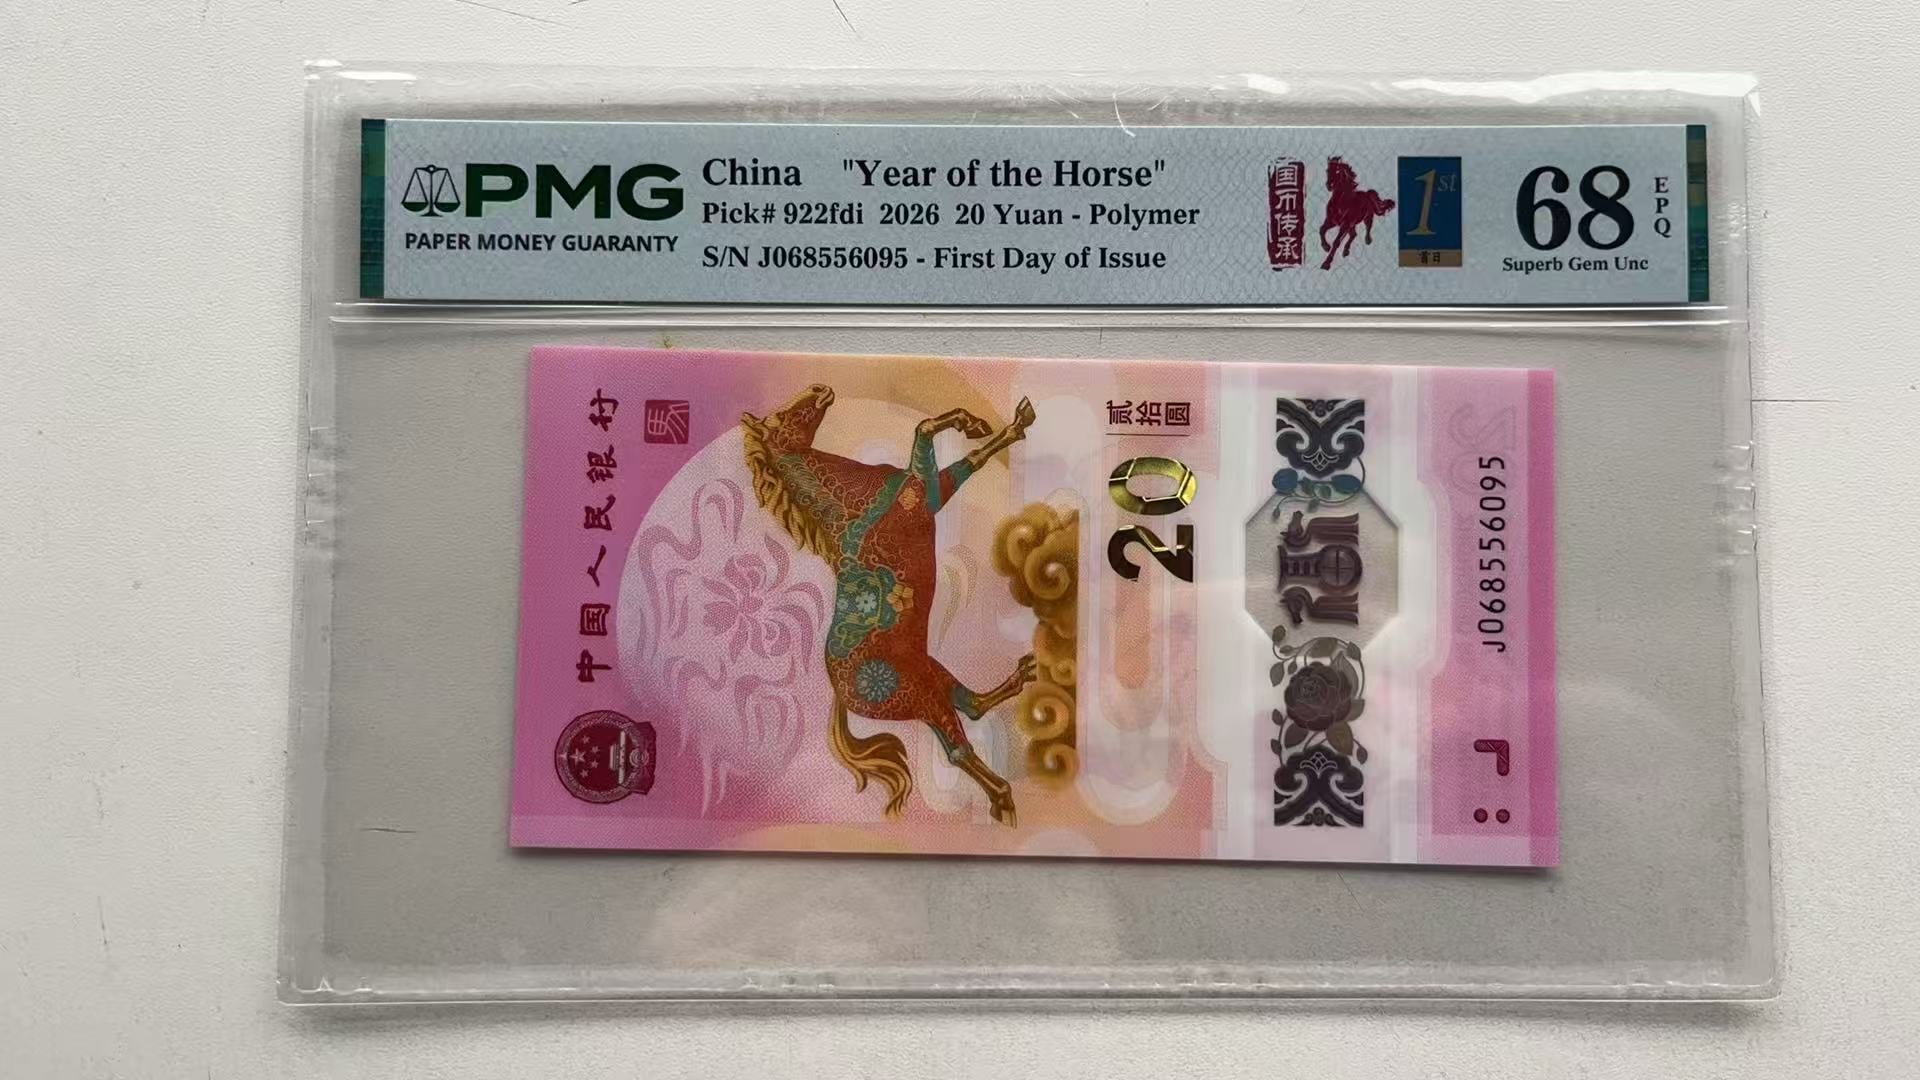 PMG
PAPER MONEY GUARANTY
China "Year of the Horse"
Pick# 922fdi 2026 20 Yuan - Polymer
S/N J068556095 - First Day of Issue
国币传承
1st
首日
68
EPQ
Superb Gem Unc
中国人民银行
馬
贰拾圆
20
J068556095
20